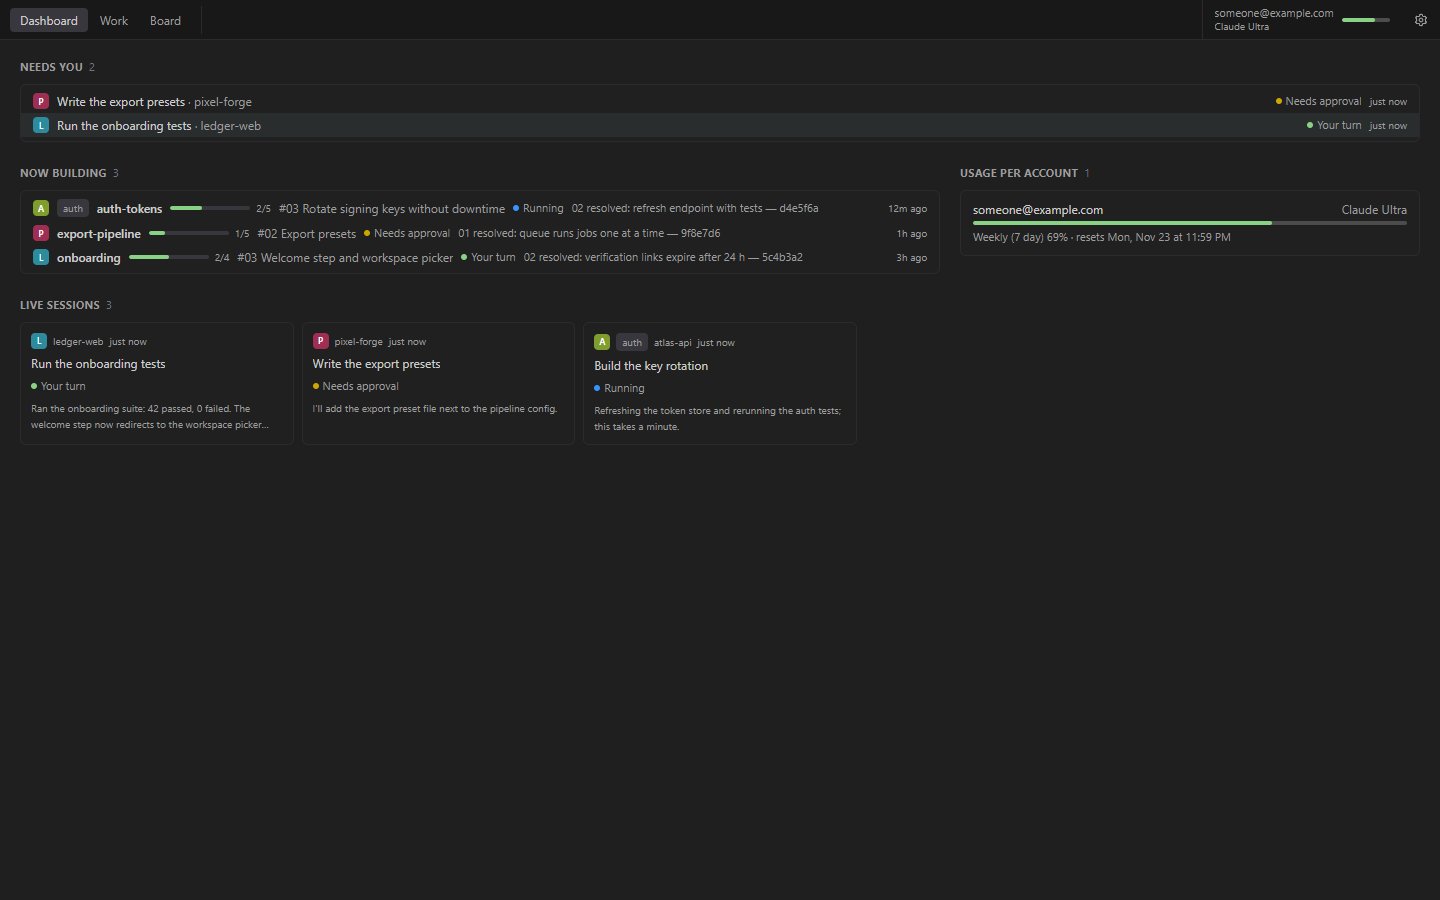 Dashboard Work Board
someone@example.com
Claude Ultra
NEEDS YOU 2
P Write the export presets · pixel-forge Needs approval just now
L Run the onboarding tests · ledger-web Your turn just now
NOW BUILDING 3
A auth auth-tokens 2/5 #03 Rotate signing keys without downtime Running 02 resolved: refresh endpoint with tests — d4e5f6a 12m ago
P export-pipeline 1/5 #02 Export presets Needs approval 01 resolved: queue runs jobs one at a time — 9f8e7d6 1h ago
L onboarding 2/4 #03 Welcome step and workspace picker Your turn 02 resolved: verification links expire after 24 h — 5c4b3a2 3h ago
USAGE PER ACCOUNT 1
someone@example.com Claude Ultra
Weekly (7 day) 69% · resets Mon, Nov 23 at 11:59 PM
LIVE SESSIONS 3
L ledger-web just now
Run the onboarding tests
Your turn
Ran the onboarding suite: 42 passed, 0 failed. The
welcome step now redirects to the workspace picker...
P pixel-forge just now
Write the export presets
Needs approval
I'll add the export preset file next to the pipeline config.
A auth atlas-api just now
Build the key rotation
Running
Refreshing the token store and rerunning the auth tests;
this takes a minute.